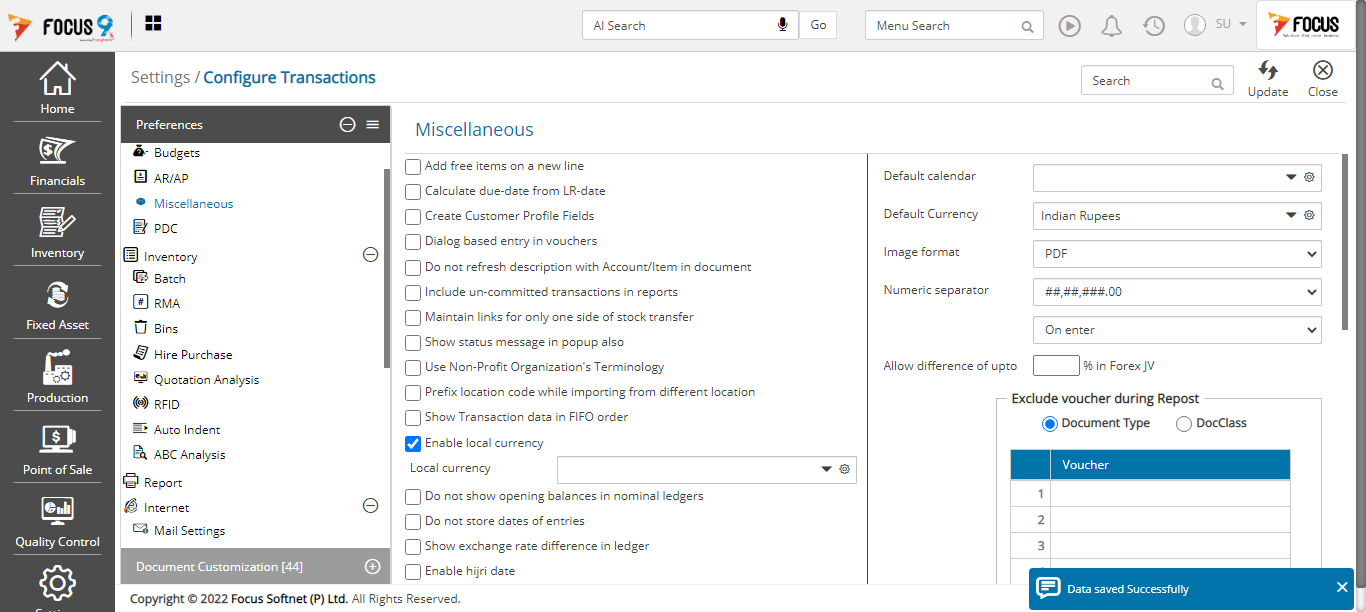 FOCUS 9
AI Search
Go
Menu Search
SU
FOCUS
Settings / Configure Transactions
Search
Update
Close
Home
Financials
Inventory
Fixed Asset
Production
Point of Sale
Quality Control
Preferences
Budgets
AR/AP
Miscellaneous
PDC
Inventory
Batch
RMA
Bins
Hire Purchase
Quotation Analysis
RFID
Auto Indent
ABC Analysis
Report
Internet
Mail Settings
Document Customization [44]
Miscellaneous
Add free items on a new line
Calculate due-date from LR-date
Create Customer Profile Fields
Dialog based entry in vouchers
Do not refresh description with Account/Item in document
Include un-committed transactions in reports
Maintain links for only one side of stock transfer
Show status message in popup also
Use Non-Profit Organization's Terminology
Prefix location code while importing from different location
Show Transaction data in FIFO order
Enable local currency
Local currency
Do not show opening balances in nominal ledgers
Do not store dates of entries
Show exchange rate difference in ledger
Enable hijri date
Default calendar
Default Currency
Indian Rupees
Image format
PDF
Numeric separator
##,##,###.00
On enter
Allow difference of upto
% in Forex JV
Exclude voucher during Repost
Document Type
DocClass
Voucher
1
2
3
Data saved Successfully
Copyright © 2022 Focus Softnet (P) Ltd. All Rights Reserved.